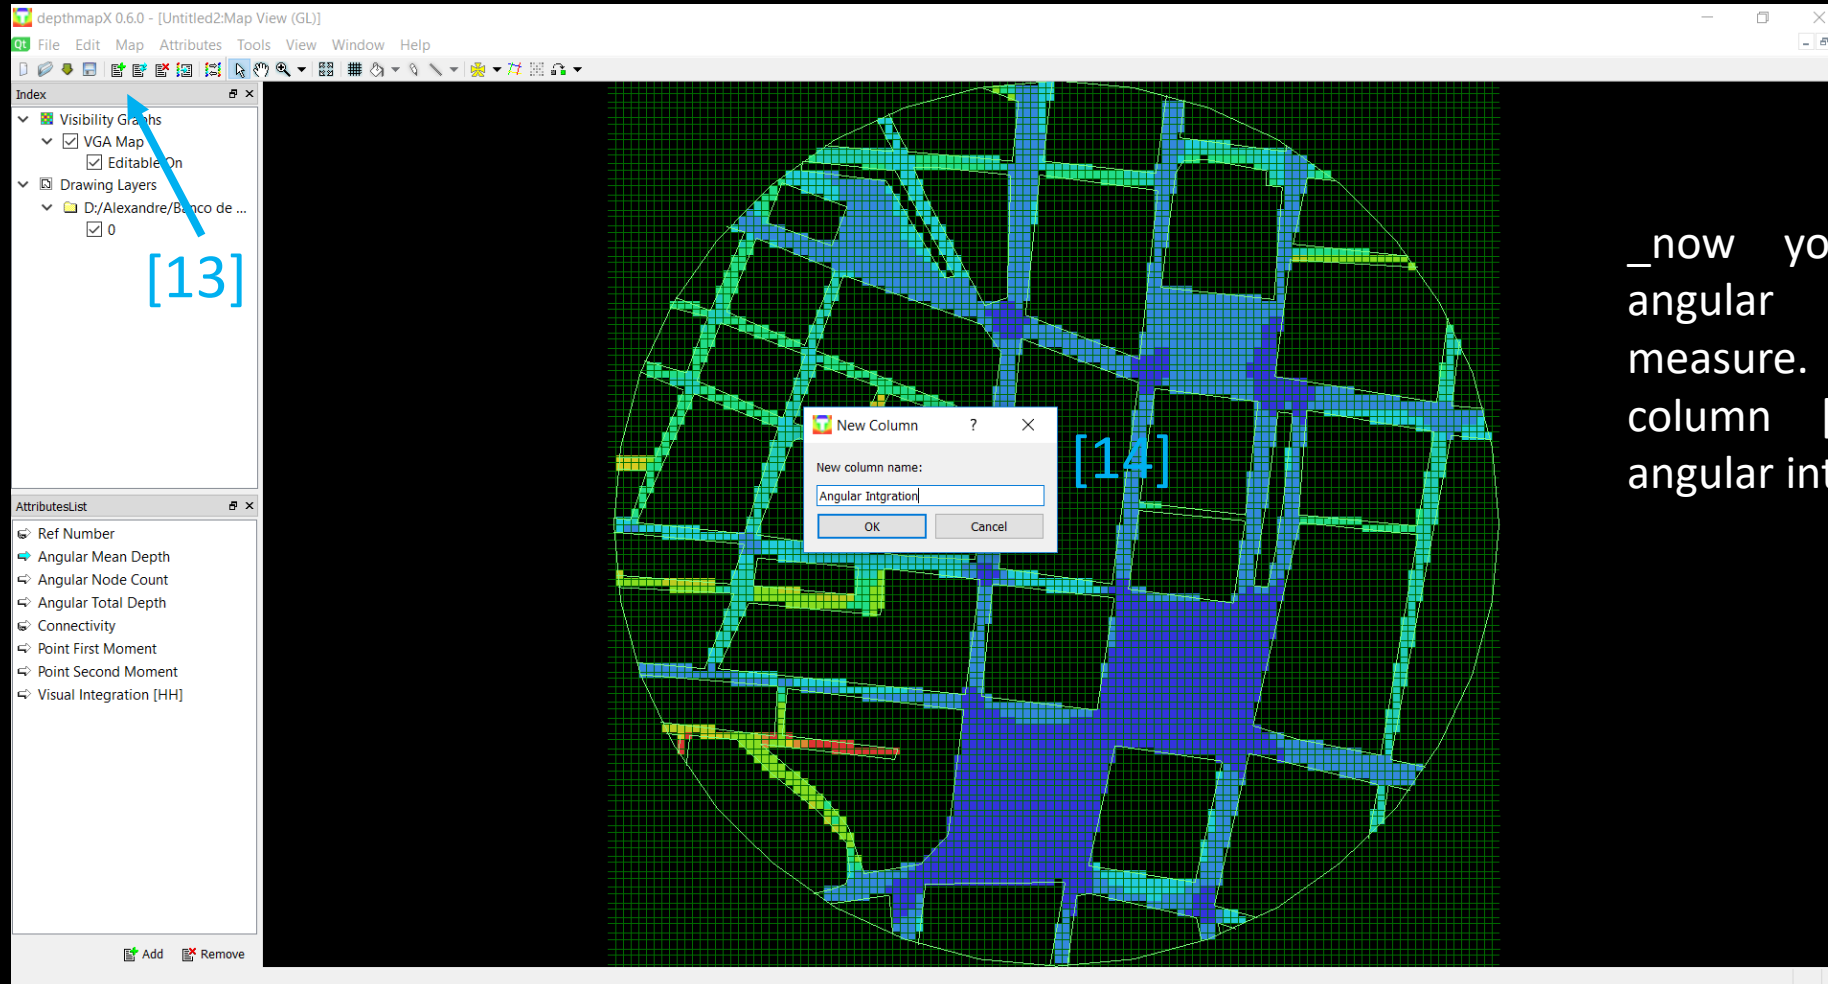 depthmapX 0.6.0 - [Untitled2:Map View (GL)]
File Edit Map Attributes Tools View Window Help
Index
Visibility Graphs
VGA Map
Editable On
Drawing Layers
D:/Alexandre/Banco de ...
0
[13]
AttributesList
Ref Number
Angular Mean Depth
Angular Node Count
Angular Total Depth
Connectivity
Point First Moment
Point Second Moment
Visual Integration [HH]
Add Remove
New Column ?
New column name:
Angular Intgration
OK Cancel
[14]
_now yo
angular
measure.
column [
angular int